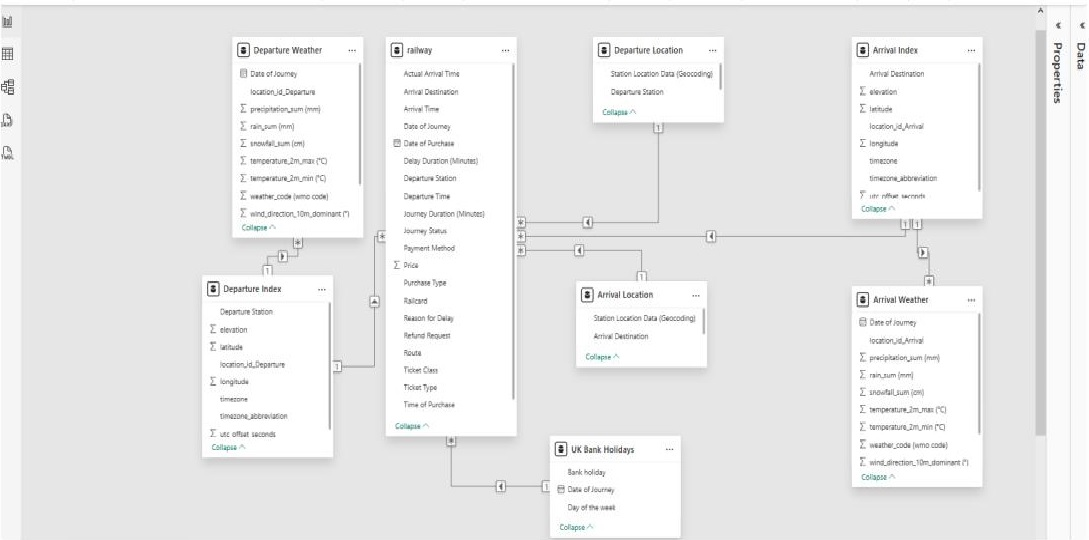 Departure Weather
Date of Journey
location_id_Departure
precipitation_sum (mm)
rain_sum (mm)
snowfall_sum (cm)
temperature_2m_max (°C)
temperature_2m_min (°C)
weather_code (wmo code)
wind_direction_10m_dominant (°)
Collapse
railway
Actual Arrival Time
Arrival Destination
Arrival Time
Date of Journey
Date of Purchase
Delay Duration (Minutes)
Departure Station
Departure Time
Journey Duration (Minutes)
Journey Status
Payment Method
Price
Purchase Type
Railcard
Reason for Delay
Refund Request
Route
Ticket Class
Ticket Type
Time of Purchase
Collapse
Departure Location
Station Location Data (Geocoding)
Departure Station
Collapse
Arrival Index
Arrival Destination
elevation
latitude
location_id_Arrival
longitude
timezone
timezone_abbreviation
utc_offset_seconds
Collapse
Properties
Data
Departure Index
Departure Station
elevation
latitude
location_id_Departure
longitude
timezone
timezone_abbreviation
utc_offset_seconds
Collapse
Arrival Location
Station Location Data (Geocoding)
Arrival Destination
Collapse
Arrival Weather
Date of Journey
location_id_Arrival
precipitation_sum (mm)
rain_sum (mm)
snowfall_sum (cm)
temperature_2m_max (°C)
temperature_2m_min (°C)
weather_code (wmo code)
wind_direction_10m_dominant (°)
Collapse
UK Bank Holidays
Bank holiday
Date of Journey
Day of the week
Collapse